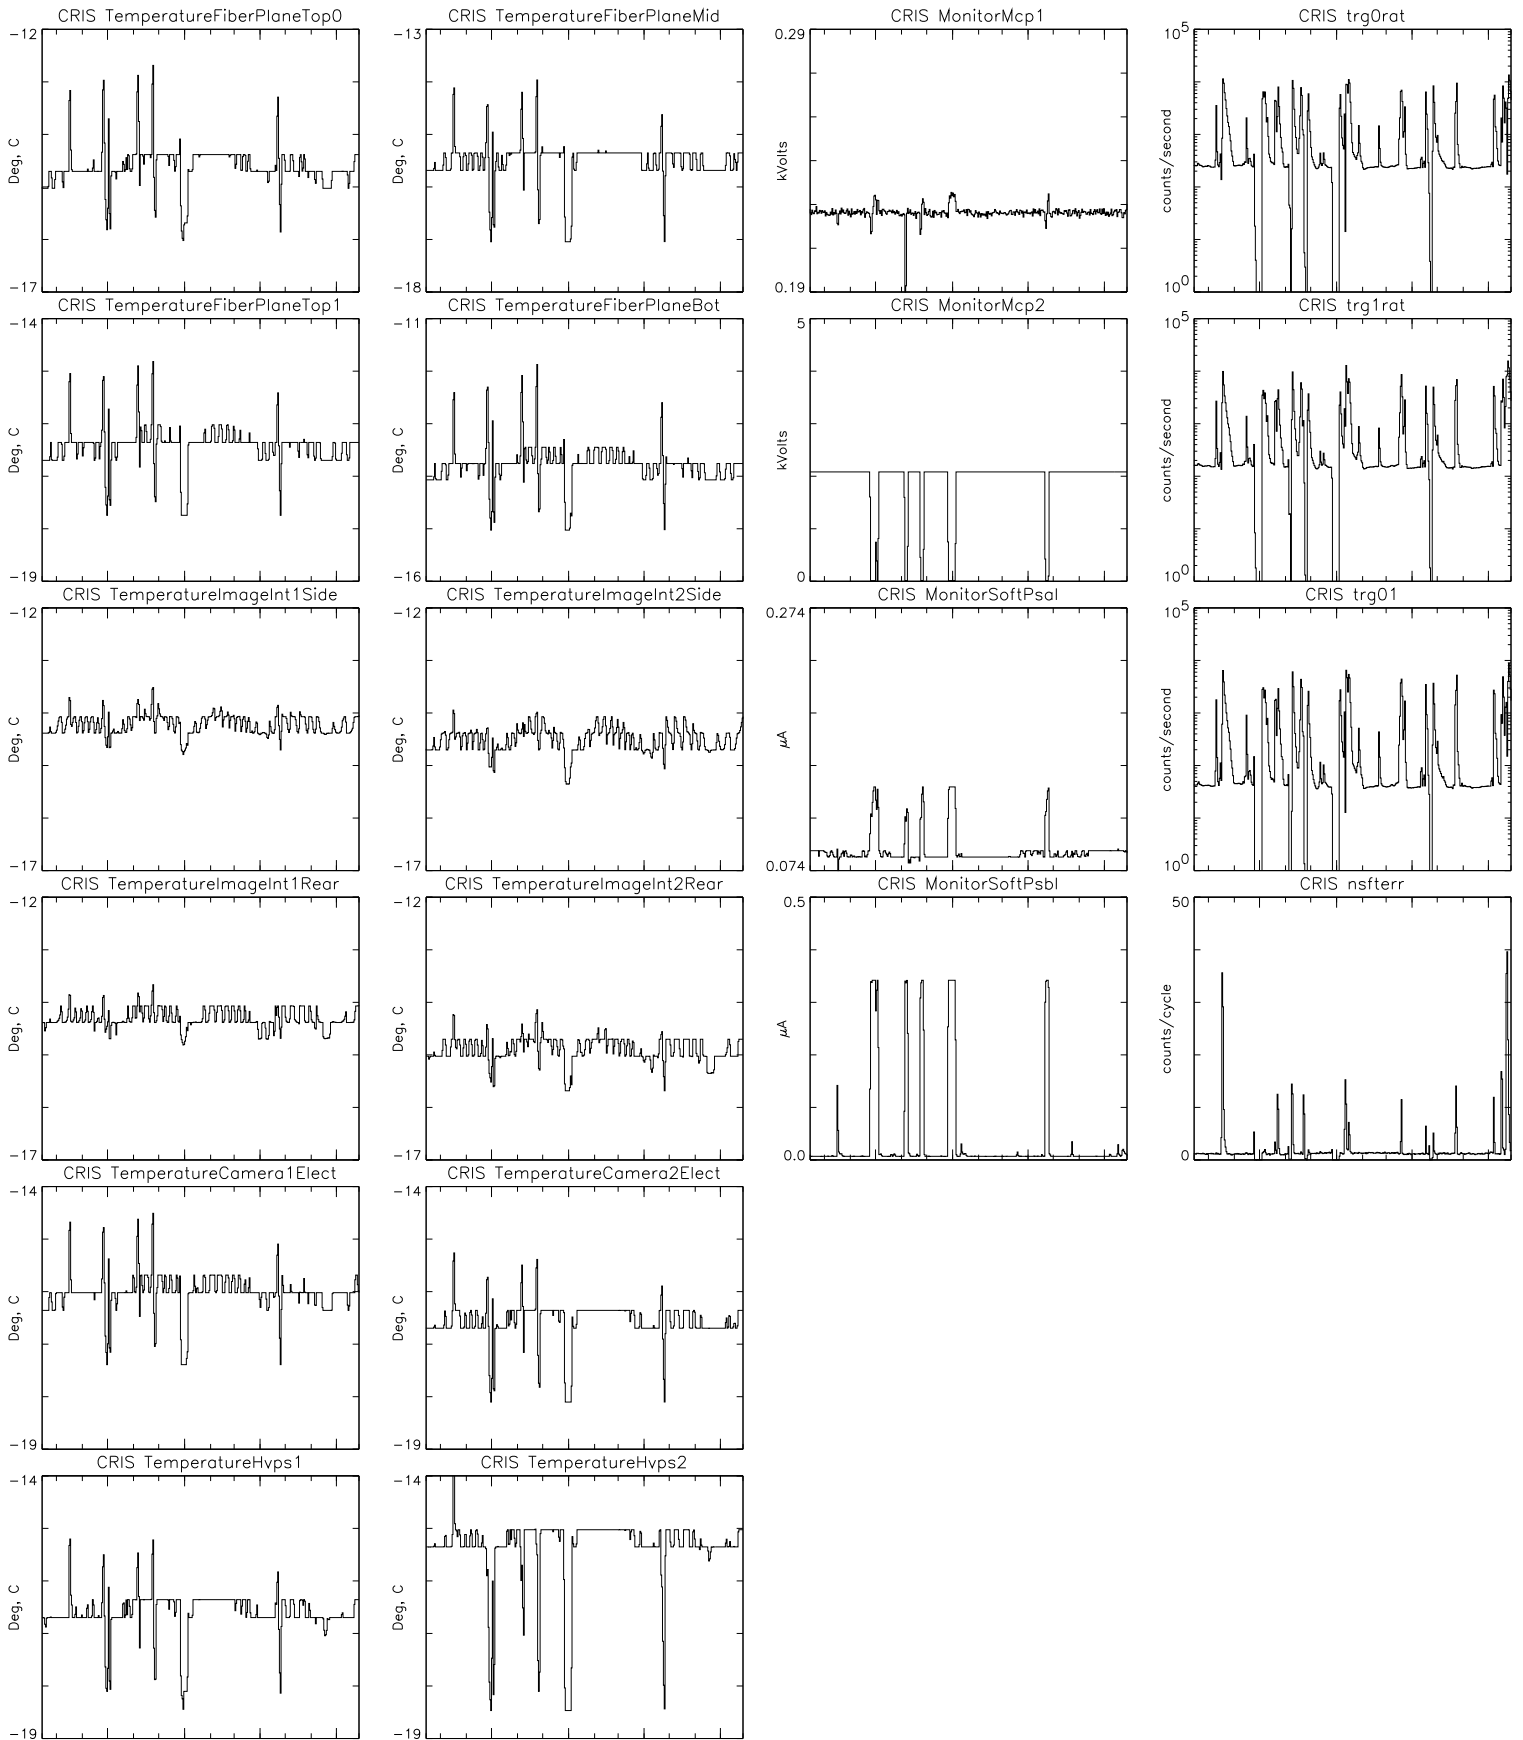 CRIS TemperatureFiberPlaneTop0
-12
Deg, C
-17
CRIS TemperatureFiberPlaneMid
-13
Deg, C
-18
CRIS MonitorMcp1
0.29
kVolts
0.19
CRIS trg0rat
10^5
counts/second
10^0
CRIS TemperatureFiberPlaneTop1
-14
Deg, C
-19
CRIS TemperatureFiberPlaneBot
-11
Deg, C
-16
CRIS MonitorMcp2
5
kVolts
0
CRIS trg1rat
10^5
counts/second
10^0
CRIS TemperatureImageInt1Side
-12
Deg, C
-17
CRIS TemperatureImageInt2Side
-12
Deg, C
-17
CRIS MonitorSoftPsaI
0.274
μA
0.074
CRIS trg01
10^5
counts/second
10^0
CRIS TemperatureImageInt1Rear
-12
Deg, C
-17
CRIS TemperatureImageInt2Rear
-12
Deg, C
-17
CRIS MonitorSoftPsbI
0.5
μA
0.0
CRIS nsfterr
50
counts/cycle
0
CRIS TemperatureCamera1Elect
-14
Deg, C
-19
CRIS TemperatureCamera2Elect
-14
Deg, C
-19
CRIS TemperatureHvps1
-14
Deg, C
-19
CRIS TemperatureHvps2
-14
Deg, C
-19